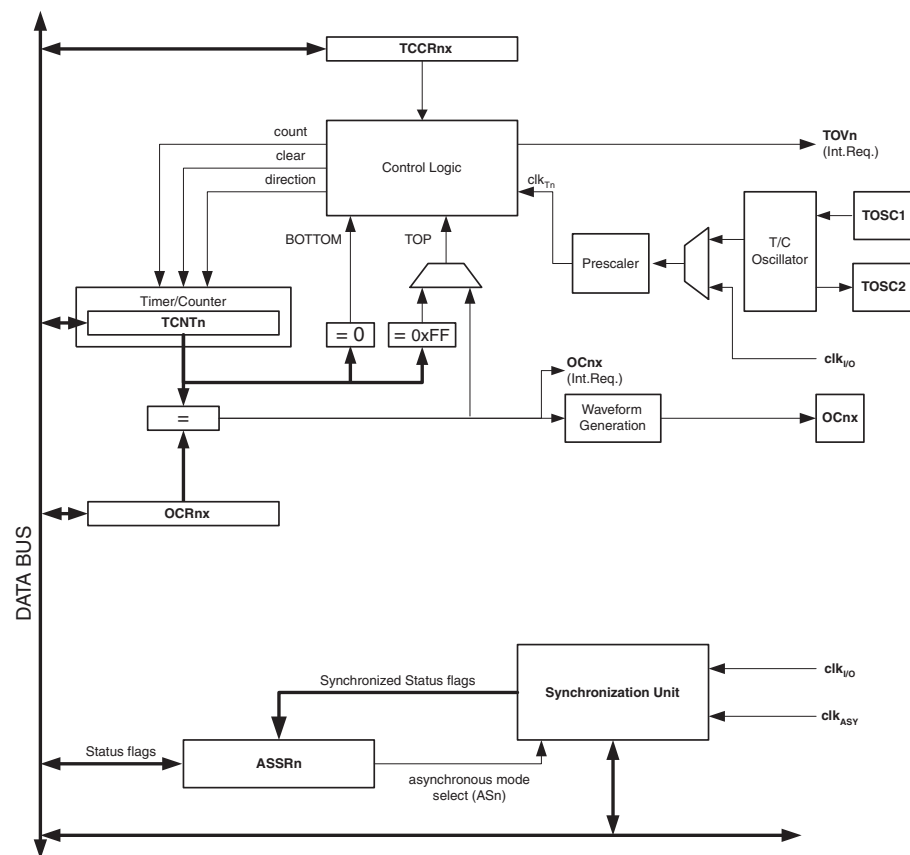 TCCRnx
count
clear
direction
Control Logic
TOVn
(Int.Req.)
clkTn
BOTTOM
TOP
Prescaler
T/C
Oscillator
TOSC1
TOSC2
clkI/O
Timer/Counter
TCNTn
= 0
= 0xFF
OCnx
(Int.Req.)
=
Waveform
Generation
OCnx
OCRnx
DATA BUS
Synchronized Status flags
Synchronization Unit
clkI/O
clkASY
Status flags
ASSRn
asynchronous mode
select (ASn)